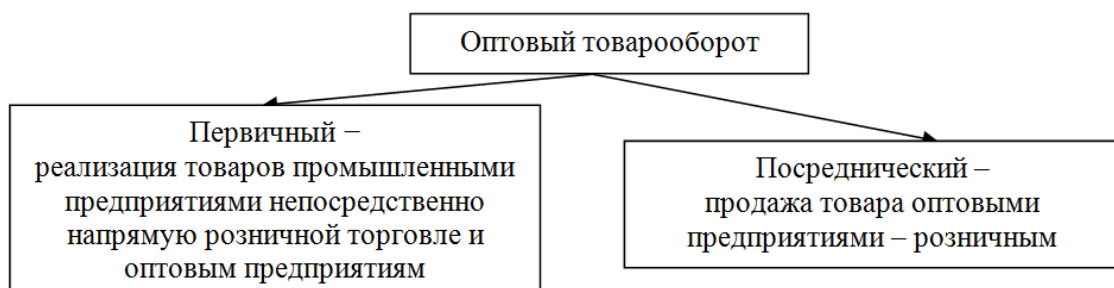 Оптовый товарооборот
Первичный –
реализация товаров промышленными
предприятиями непосредственно
напрямую розничной торговле и
оптовым предприятиям
Посреднический –
продажа товара оптовыми
предприятиями – розничным